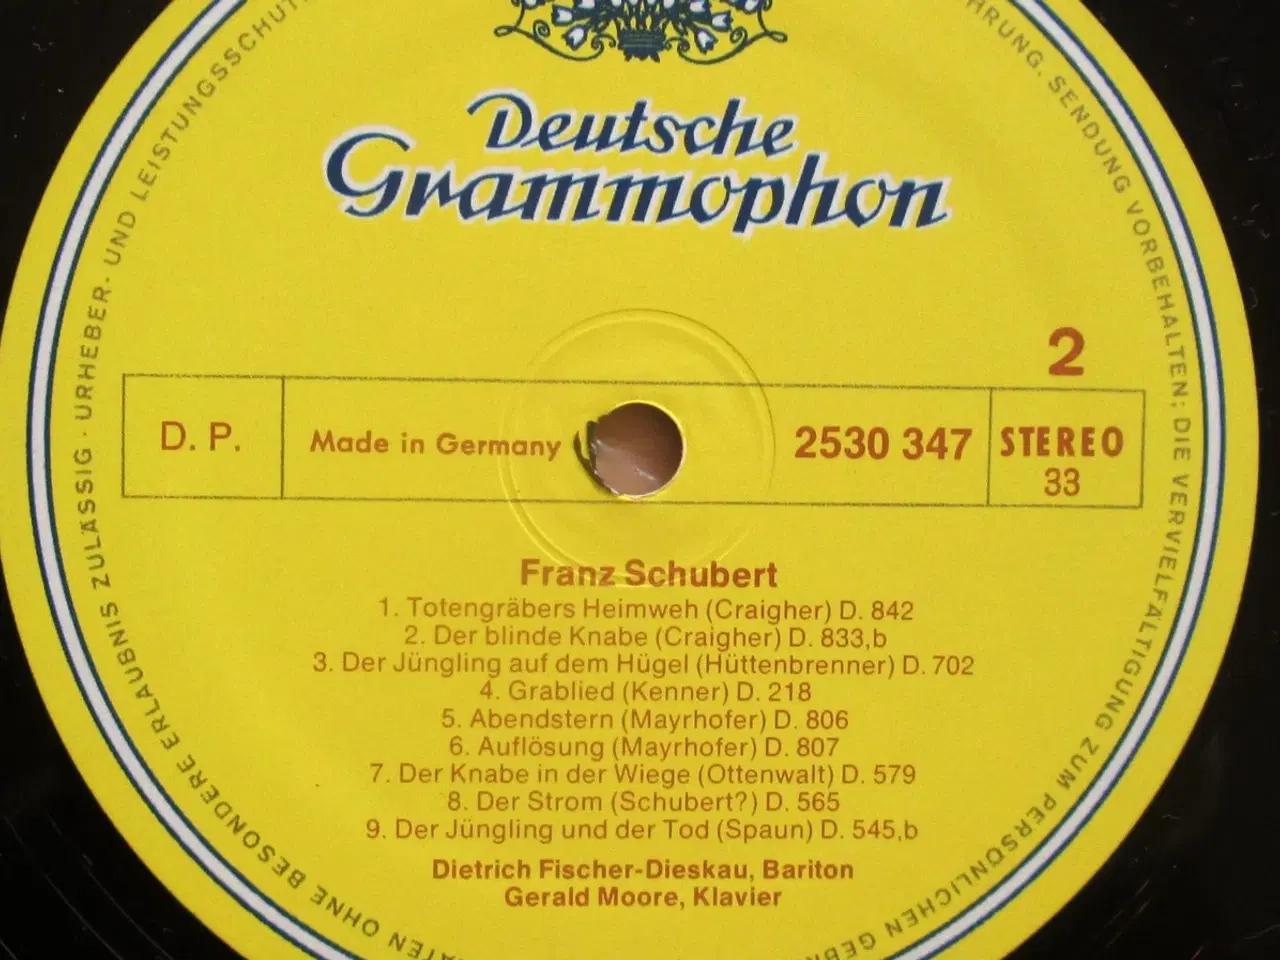 Deutsche
Grammophon
2
D. P.
Made in Germany
2530 347
STEREO
33
Franz Schubert
1. Totengräbers Heimweh (Craigher) D. 842
2. Der blinde Knabe (Craigher) D. 833,b
3. Der Jüngling auf dem Hügel (Hüttenbrenner) D. 702
4. Grablied (Kenner) D. 218
5. Abendstern (Mayrhofer) D. 806
6. Auflösung (Mayrhofer) D. 807
7. Der Knabe in der Wiege (Ottenwalt) D. 579
8. Der Strom (Schubert?) D. 565
9. Der Jüngling und der Tod (Spaun) D. 545,b
Dietrich Fischer-Dieskau, Bariton
Gerald Moore, Klavier
OHNE BESONDERE ERLAUBNIS ZULÄSSIG · URHEBER- UND LEISTUNGSSCHUT
HRUNG, SENDUNG VORBEHALTEN; DIE VERVIELFÄLTIGUNG ZUM PERSÖNLICHEN